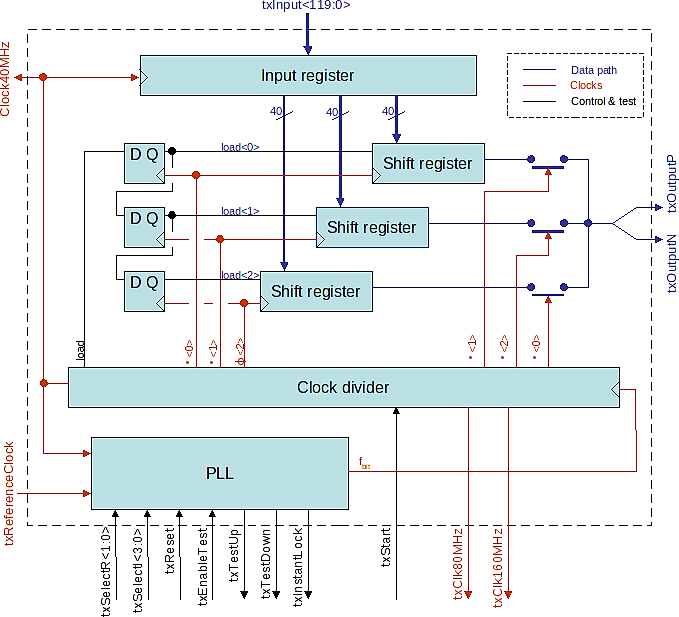 txInput<119:0>
Clock40MHz
Input register
Data path
Clocks
Control & test
40
40
40
D Q
load<0>
Shift register
D Q
load<1>
Shift register
D Q
load<2>
Shift register
txOutputP
txOutputN
load
<0>
<1>
ϕ<2>
<1>
<2>
<0>
Clock divider
PLL
fbit
txReferenceClock
txSelectR<1:0>
txSelectI<3:0>
txReset
txEnableTest
txTestUp
txTestDown
txInstantLock
txStart
txClk80MHz
txClk160MHz